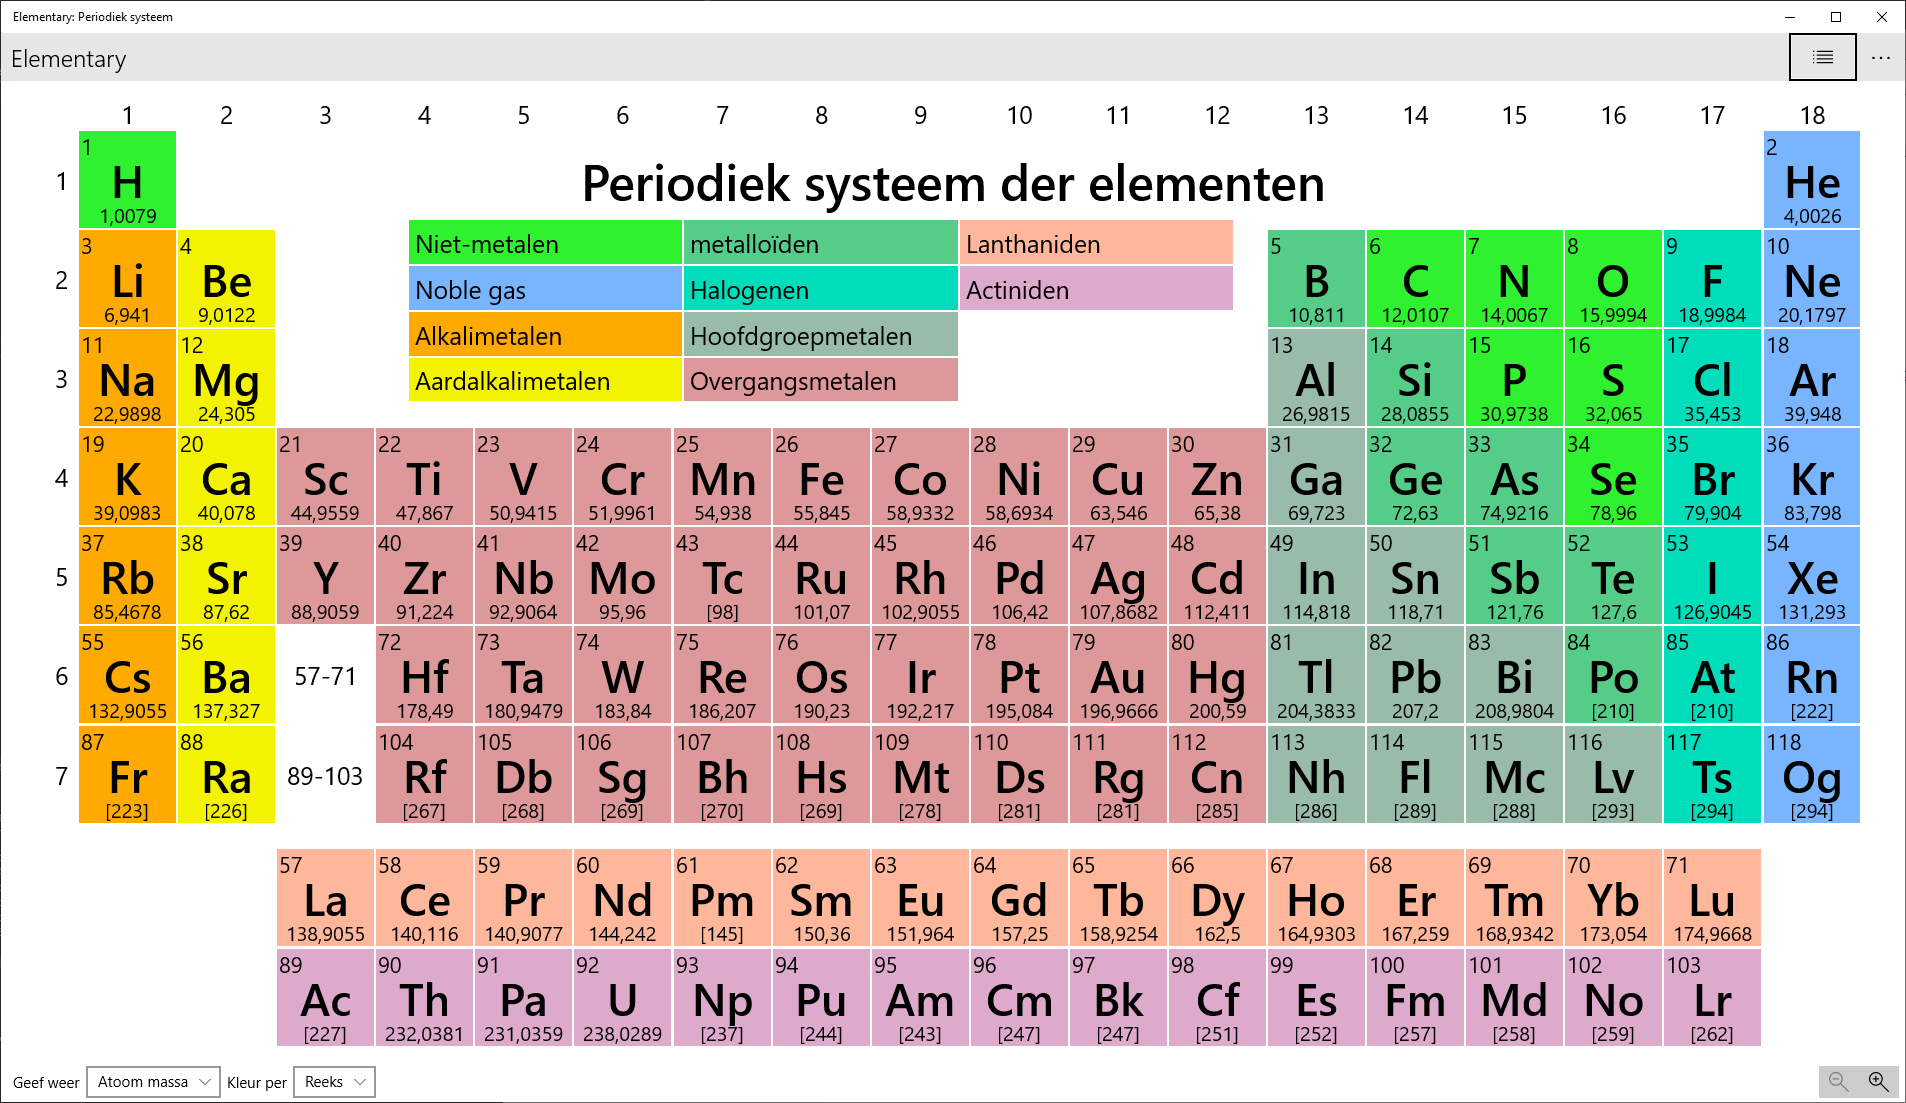 Elementary: Periodiek systeem
Elementary
1 2 3 4 5 6 7 8 9 10 11 12 13 14 15 16 17 18
1 2
1 H He
1,0079 4,0026
Periodiek systeem der elementen
Niet-metalen metalloïden Lanthaniden
Noble gas Halogenen Actiniden
Alkalimetalen Hoofdgroepmetalen
Aardalkalimetalen Overgangsmetalen
3 4 5 6 7 8 9 10
2 Li Be B C N O F Ne
6,941 9,0122 10,811 12,0107 14,0067 15,9994 18,9984 20,1797
11 12 13 14 15 16 17 18
3 Na Mg Al Si P S Cl Ar
22,9898 24,305 26,9815 28,0855 30,9738 32,065 35,453 39,948
19 20 21 22 23 24 25 26 27 28 29 30 31 32 33 34 35 36
4 K Ca Sc Ti V Cr Mn Fe Co Ni Cu Zn Ga Ge As Se Br Kr
39,0983 40,078 44,9559 47,867 50,9415 51,9961 54,938 55,845 58,9332 58,6934 63,546 65,38 69,723 72,63 74,9216 78,96 79,904 83,798
37 38 39 40 41 42 43 44 45 46 47 48 49 50 51 52 53 54
5 Rb Sr Y Zr Nb Mo Tc Ru Rh Pd Ag Cd In Sn Sb Te I Xe
85,4678 87,62 88,9059 91,224 92,9064 95,96 [98] 101,07 102,9055 106,42 107,8682 112,411 114,818 118,71 121,76 127,6 126,9045 131,293
55 56 72 73 74 75 76 77 78 79 80 81 82 83 84 85 86
6 Cs Ba 57-71 Hf Ta W Re Os Ir Pt Au Hg Tl Pb Bi Po At Rn
132,9055 137,327 178,49 180,9479 183,84 186,207 190,23 192,217 195,084 196,9666 200,59 204,3833 207,2 208,9804 [210] [210] [222]
87 88 104 105 106 107 108 109 110 111 112 113 114 115 116 117 118
7 Fr Ra 89-103 Rf Db Sg Bh Hs Mt Ds Rg Cn Nh Fl Mc Lv Ts Og
[223] [226] [267] [268] [269] [270] [269] [278] [281] [281] [285] [286] [289] [288] [293] [294] [294]
57 58 59 60 61 62 63 64 65 66 67 68 69 70 71
La Ce Pr Nd Pm Sm Eu Gd Tb Dy Ho Er Tm Yb Lu
138,9055 140,116 140,9077 144,242 [145] 150,36 151,964 157,25 158,9254 162,5 164,9303 167,259 168,9342 173,054 174,9668
89 90 91 92 93 94 95 96 97 98 99 100 101 102 103
Ac Th Pa U Np Pu Am Cm Bk Cf Es Fm Md No Lr
[227] 232,0381 231,0359 238,0289 [237] [244] [243] [247] [247] [251] [252] [257] [258] [259] [262]
Geef weer Atoom massa Kleur per Reeks